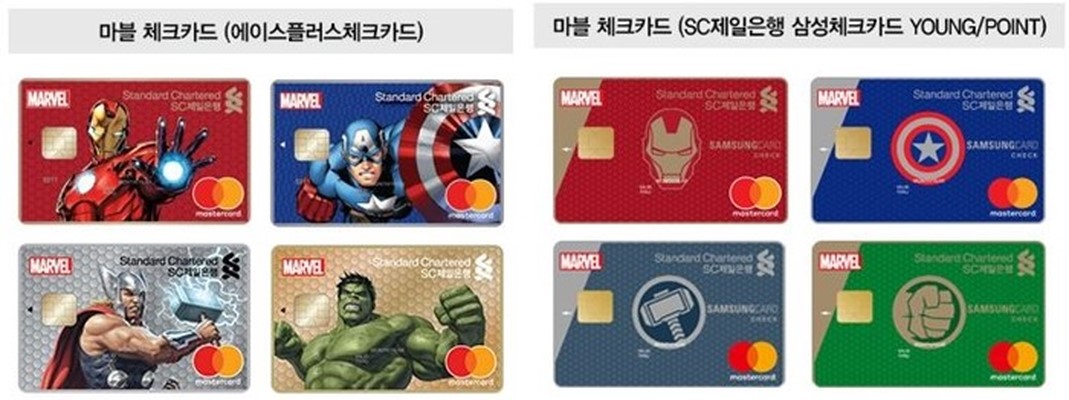 마블 체크카드 (에이스플러스체크카드)
마블 체크카드 (SC제일은행 삼성체크카드 YOUNG/POINT)
MARVEL
Standard Chartered
SC제일은행
mastercard
MARVEL
Standard Chartered
SC제일은행
mastercard
MARVEL
Standard Chartered
SC제일은행
SAMSUNGCARD
CHECK
mastercard
MARVEL
Standard Chartered
SC제일은행
SAMSUNGCARD
CHECK
mastercard
MARVEL
Standard Chartered
SC제일은행
mastercard
MARVEL
Standard Chartered
SC제일은행
mastercard
MARVEL
Standard Chartered
SC제일은행
SAMSUNGCARD
CHECK
mastercard
MARVEL
Standard Chartered
SC제일은행
SAMSUNGCARD
CHECK
mastercard